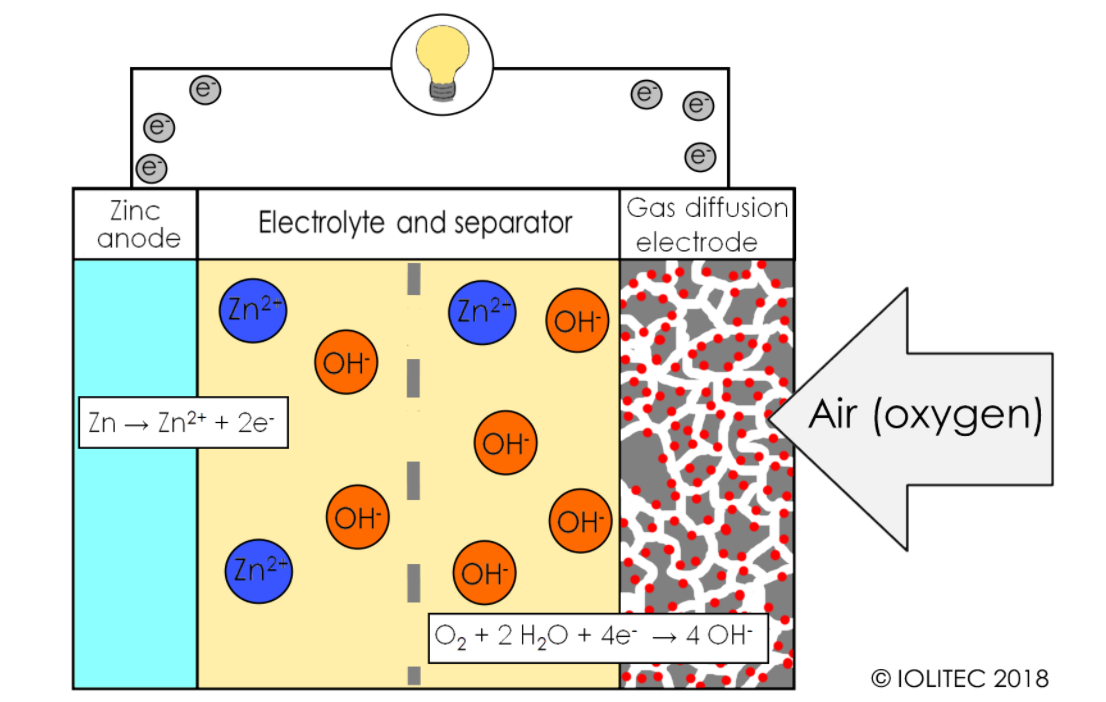 e⁻
e⁻
e⁻
e⁻
e⁻
e⁻
Zinc
anode
Electrolyte and separator
Gas diffusion
electrode
Zn²⁺
Zn²⁺
OH⁻
OH⁻
Zn → Zn²⁺ + 2e⁻
Air (oxygen)
OH⁻
OH⁻
OH⁻
Zn²⁺
OH⁻
O₂ + 2 H₂O + 4e⁻ → 4 OH⁻
© IOLITEC 2018